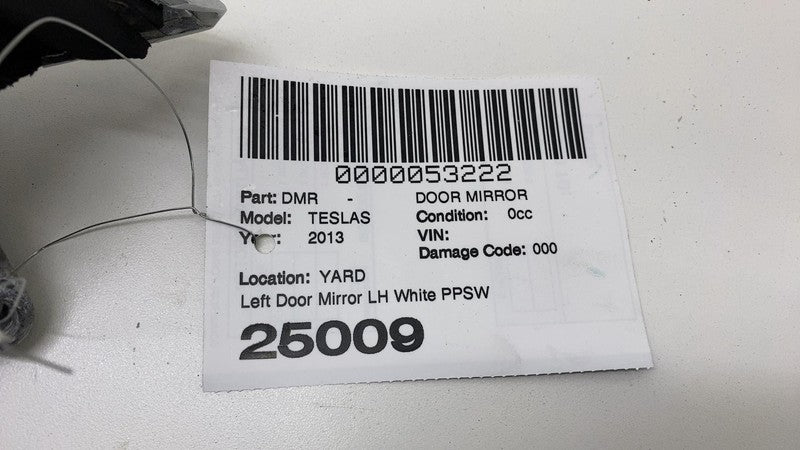 0000053222
Part: DMR - DOOR MIRROR
Model: TESLAS Condition: 0cc
2013 VIN:
Damage Code: 000
Location: YARD
Left Door Mirror LH White PPSW
25009